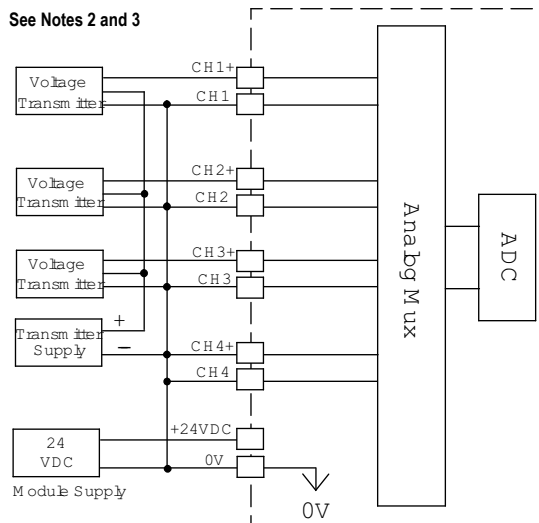 See Notes 2 and 3
Voltage
Transmitter
CH1+
CH1
Voltage
Transmitter
CH2+
CH2
Voltage
Transmitter
CH3+
CH3
Transmitter
Supply
+
–
CH4+
CH4
24
VDC
+24VDC
0V
Module Supply
0V
Analog Mux
ADC